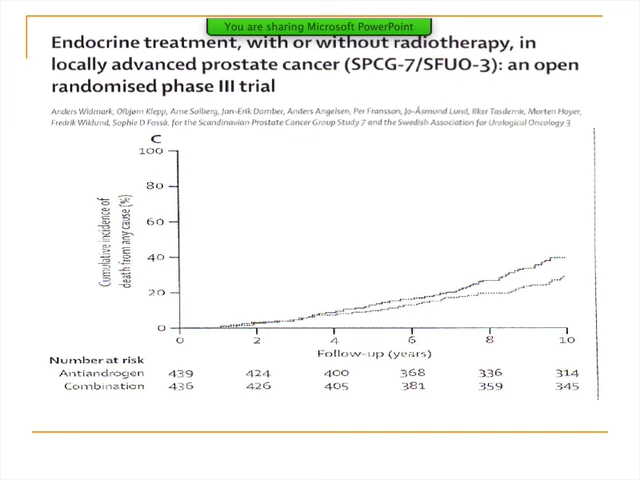 You are sharing Microsoft PowerPoint
Endocrine treatment, with or without radiotherapy, in
locally advanced prostate cancer (SPCG-7/SFUO-3): an open
randomised phase III trial
Anders Widmark, Olbjørn Klepp, Arne Solberg, Jan-Erik Damber, Anders Angelsen, Per Fransson, Jo-Åsmund Lund, Ilker Tasdemir, Morten Hoyer,
Fredrik Wiklund, Sophie D Fosså, for the Scandinavian Prostate Cancer Group Study 7 and the Swedish Association for Urological Oncology 3
C
Cumulative incidence of
death from any cause (%)
100
80
60
40
20
0
0 2 4 6 8 10
Follow-up (years)
Number at risk
Antiandrogen 439 424 400 368 336 314
Combination 436 426 405 381 359 345